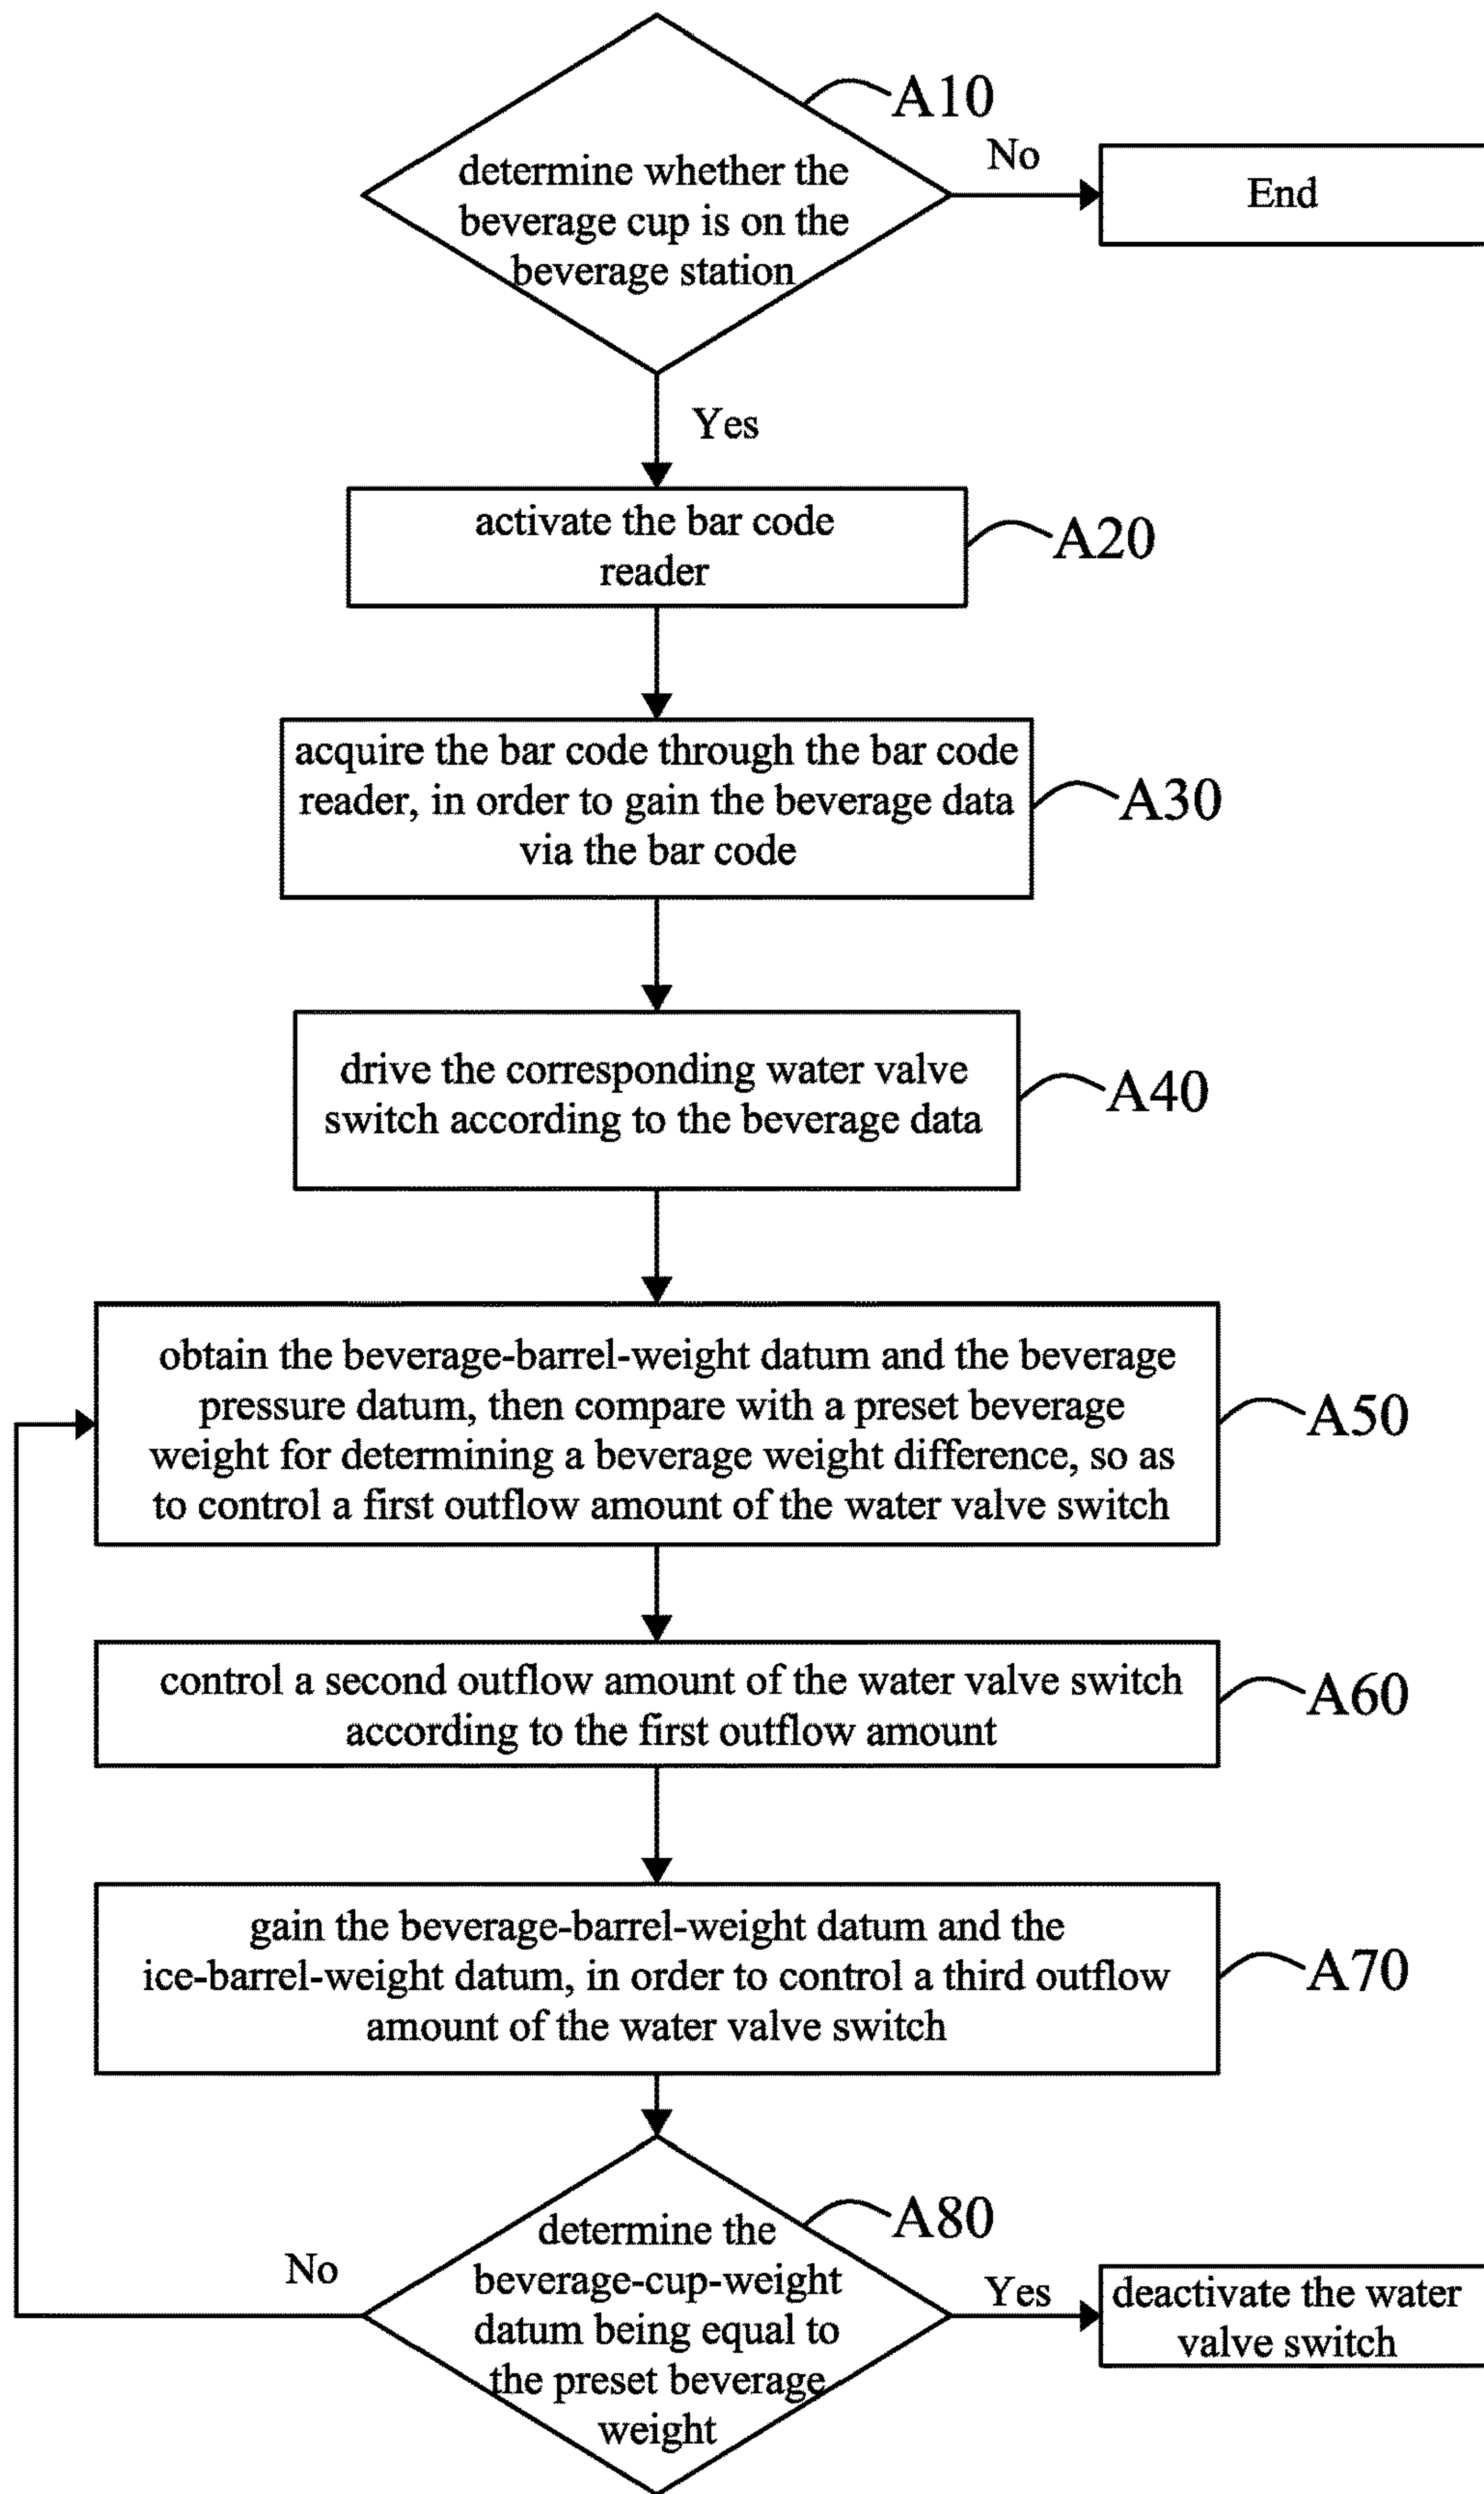 A10
determine whether the
beverage cup is on the
beverage station
No
End
Yes
activate the bar code
reader
A20
acquire the bar code through the bar code
reader, in order to gain the beverage data
via the bar code
A30
drive the corresponding water valve
switch according to the beverage data
A40
obtain the beverage-barrel-weight datum and the beverage
pressure datum, then compare with a preset beverage
weight for determining a beverage weight difference, so as
to control a first outflow amount of the water valve switch
A50
control a second outflow amount of the water valve switch
according to the first outflow amount
A60
gain the beverage-barrel-weight datum and the
ice-barrel-weight datum, in order to control a third outflow
amount of the water valve switch
A70
A80
determine the
beverage-cup-weight
datum being equal to
the preset beverage
weight
No
Yes
deactivate the water
valve switch